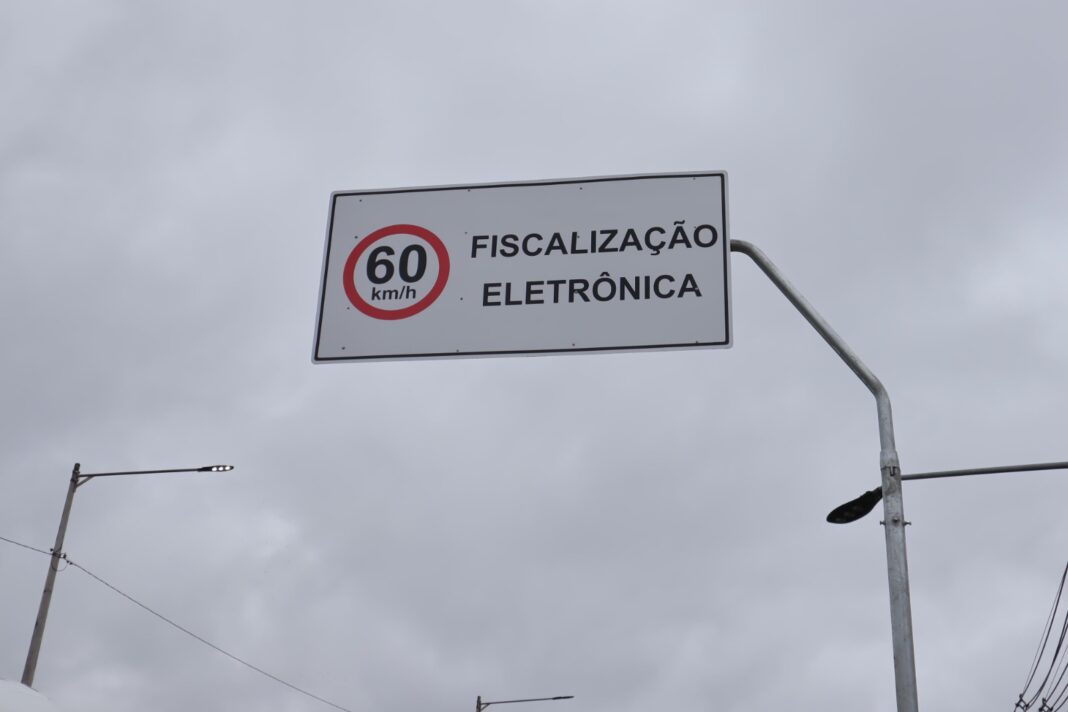 60
km/h
FISCALIZAÇÃO
ELETRÔNICA